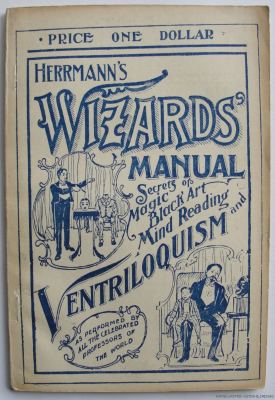 PRICE ONE DOLLAR
HERRMANN'S
WIZARDS'
MANUAL
Secrets of
Magic
Black Art
Mind Reading
and
VENTRILOQUISM
AS PERFORMED BY
ALL THE CELEBRATED
PROFESSORS OF
THE WORLD